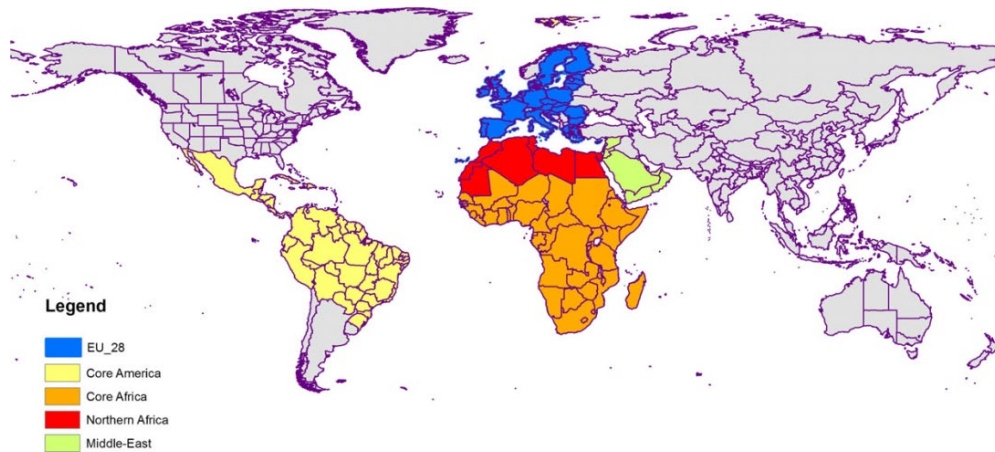 Legend
EU_28
Core America
Core Africa
Northern Africa
Middle-East